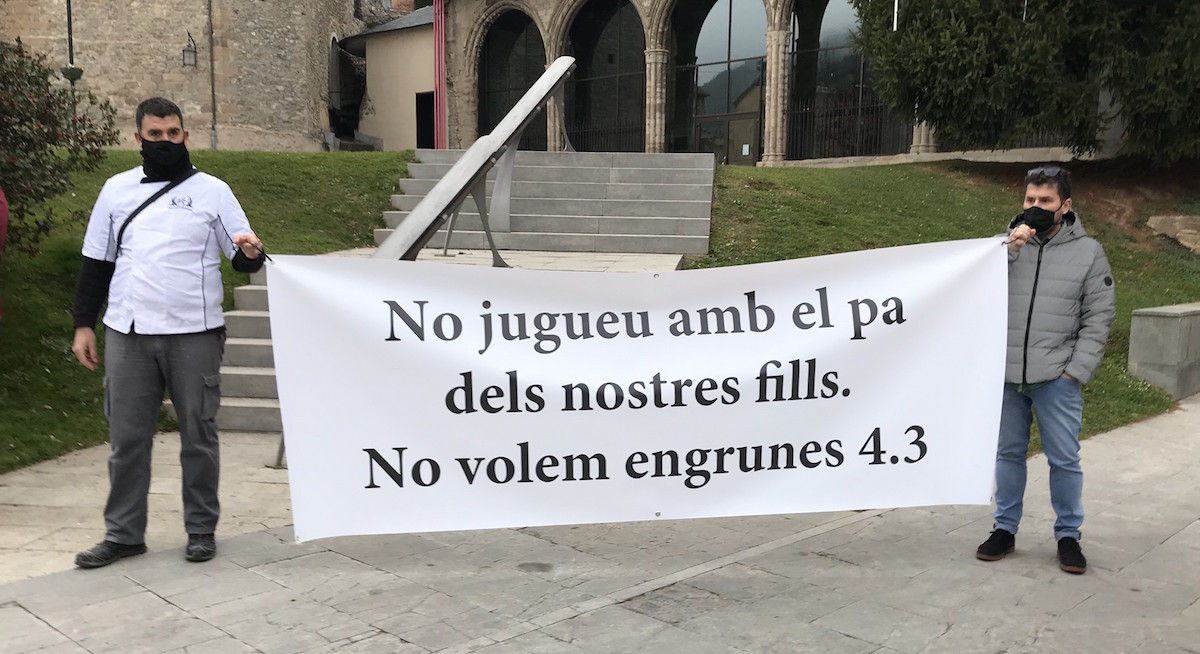 No jugueu amb el pa
dels nostres fills.
No volem engrunes 4.3